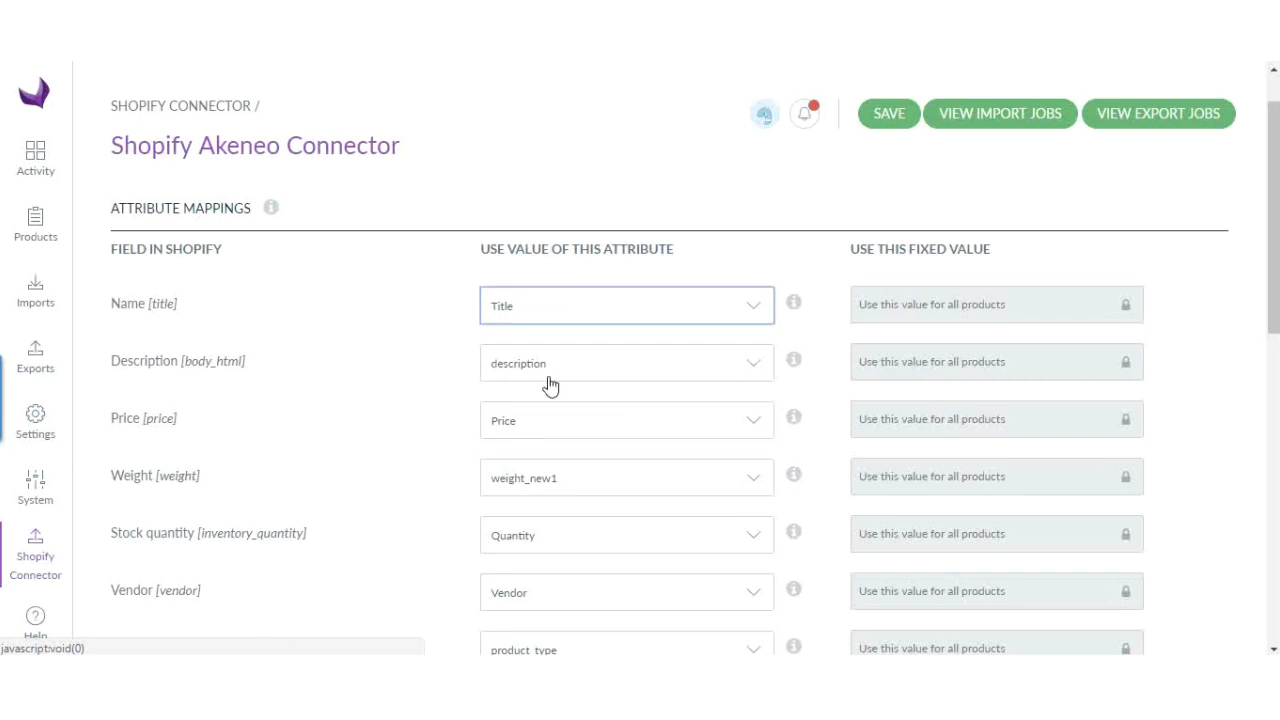 SHOPIFY CONNECTOR /
SAVE
VIEW IMPORT JOBS
VIEW EXPORT JOBS
Shopify Akeneo Connector
Activity
Products
Imports
Exports
Settings
System
Shopify
Connector
Help
ATTRIBUTE MAPPINGS
FIELD IN SHOPIFY
USE VALUE OF THIS ATTRIBUTE
USE THIS FIXED VALUE
Name [title]
Title
Use this value for all products
Description [body_html]
description
Use this value for all products
Price [price]
Price
Use this value for all products
Weight [weight]
weight_new1
Use this value for all products
Stock quantity [inventory_quantity]
Quantity
Use this value for all products
Vendor [vendor]
Vendor
Use this value for all products
product_type
Use this value for all products
javascript:void(0)